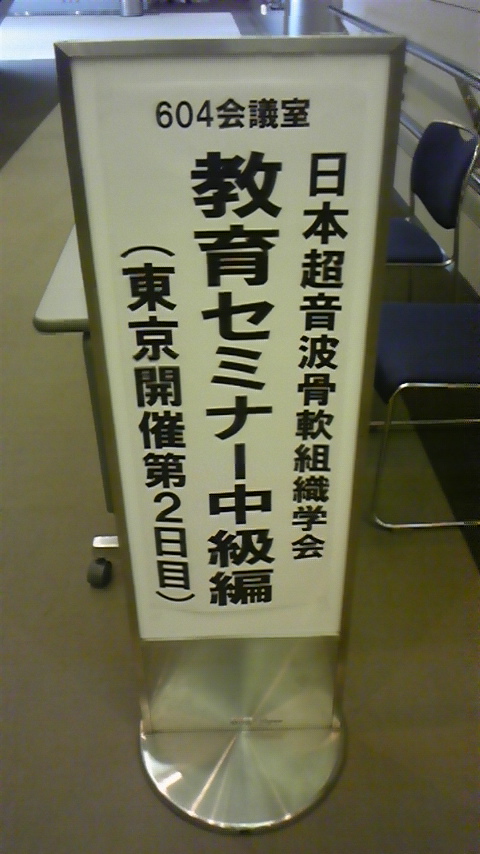 604会議室
日本超音波骨軟組織学会
教育セミナー中級編
（東京開催第2日目）